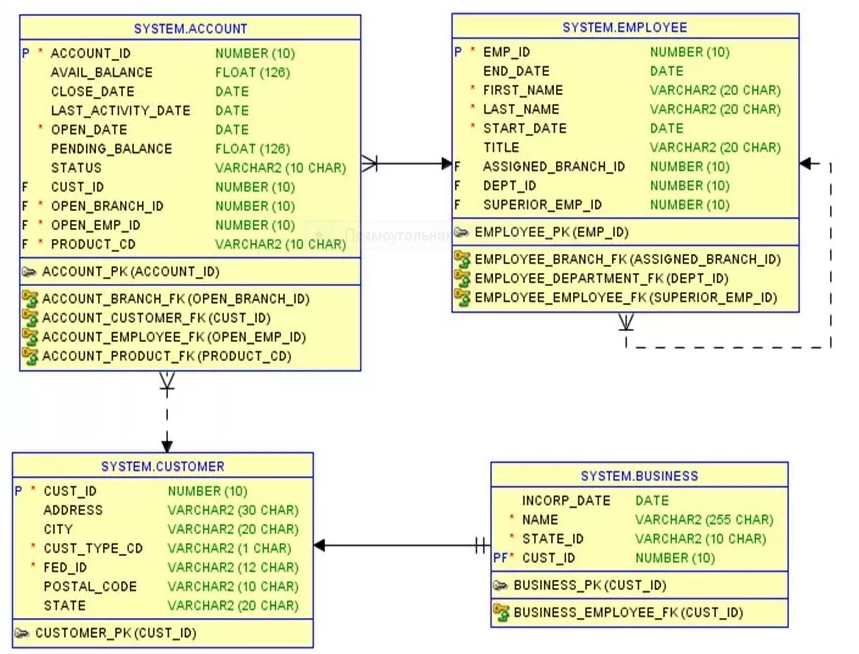 SYSTEM.ACCOUNT
P * ACCOUNT_ID NUMBER (10)
AVAIL_BALANCE FLOAT (126)
CLOSE_DATE DATE
LAST_ACTIVITY_DATE DATE
* OPEN_DATE DATE
PENDING_BALANCE FLOAT (126)
STATUS VARCHAR2 (10 CHAR)
F CUST_ID NUMBER (10)
F * OPEN_BRANCH_ID NUMBER (10)
F * OPEN_EMP_ID NUMBER (10)
F * PRODUCT_CD VARCHAR2 (10 CHAR)
ACCOUNT_PK (ACCOUNT_ID)
ACCOUNT_BRANCH_FK (OPEN_BRANCH_ID)
ACCOUNT_CUSTOMER_FK (CUST_ID)
ACCOUNT_EMPLOYEE_FK (OPEN_EMP_ID)
ACCOUNT_PRODUCT_FK (PRODUCT_CD)
Прямоугольник
SYSTEM.EMPLOYEE
P * EMP_ID NUMBER (10)
END_DATE DATE
* FIRST_NAME VARCHAR2 (20 CHAR)
* LAST_NAME VARCHAR2 (20 CHAR)
* START_DATE DATE
TITLE VARCHAR2 (20 CHAR)
F ASSIGNED_BRANCH_ID NUMBER (10)
F DEPT_ID NUMBER (10)
F SUPERIOR_EMP_ID NUMBER (10)
EMPLOYEE_PK (EMP_ID)
EMPLOYEE_BRANCH_FK (ASSIGNED_BRANCH_ID)
EMPLOYEE_DEPARTMENT_FK (DEPT_ID)
EMPLOYEE_EMPLOYEE_FK (SUPERIOR_EMP_ID)
SYSTEM.CUSTOMER
P * CUST_ID NUMBER (10)
ADDRESS VARCHAR2 (30 CHAR)
CITY VARCHAR2 (20 CHAR)
* CUST_TYPE_CD VARCHAR2 (1 CHAR)
* FED_ID VARCHAR2 (12 CHAR)
POSTAL_CODE VARCHAR2 (10 CHAR)
STATE VARCHAR2 (20 CHAR)
CUSTOMER_PK (CUST_ID)
SYSTEM.BUSINESS
INCORP_DATE DATE
* NAME VARCHAR2 (255 CHAR)
* STATE_ID VARCHAR2 (10 CHAR)
PF* CUST_ID NUMBER (10)
BUSINESS_PK (CUST_ID)
BUSINESS_EMPLOYEE_FK (CUST_ID)